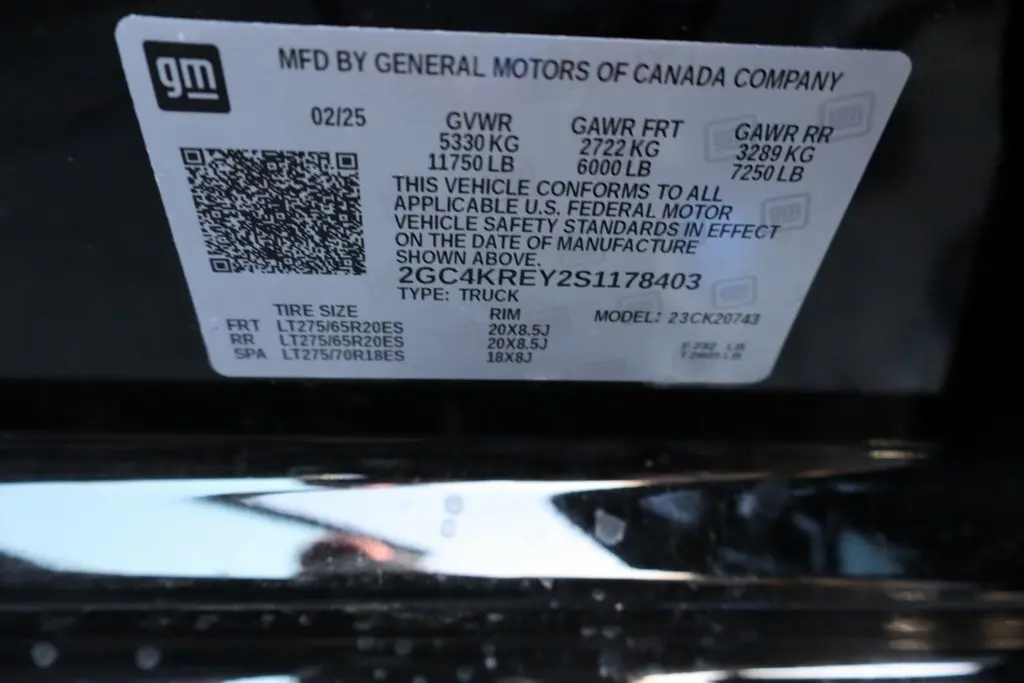 gm
MFD BY GENERAL MOTORS OF CANADA COMPANY
02/25
GVWR
5330 KG
11750 LB
GAWR FRT
2722 KG
6000 LB
GAWR RR
3289 KG
7250 LB
THIS VEHICLE CONFORMS TO ALL
APPLICABLE U.S. FEDERAL MOTOR
VEHICLE SAFETY STANDARDS IN EFFECT
ON THE DATE OF MANUFACTURE
SHOWN ABOVE.
2GC4KREY2S1178403
TYPE: TRUCK
MODEL: 23CK20743
TIRE SIZE RIM
FRT LT275/65R20ES 20X8.5J
RR LT275/65R20ES 20X8.5J
SPA LT275/70R18ES 18X8J